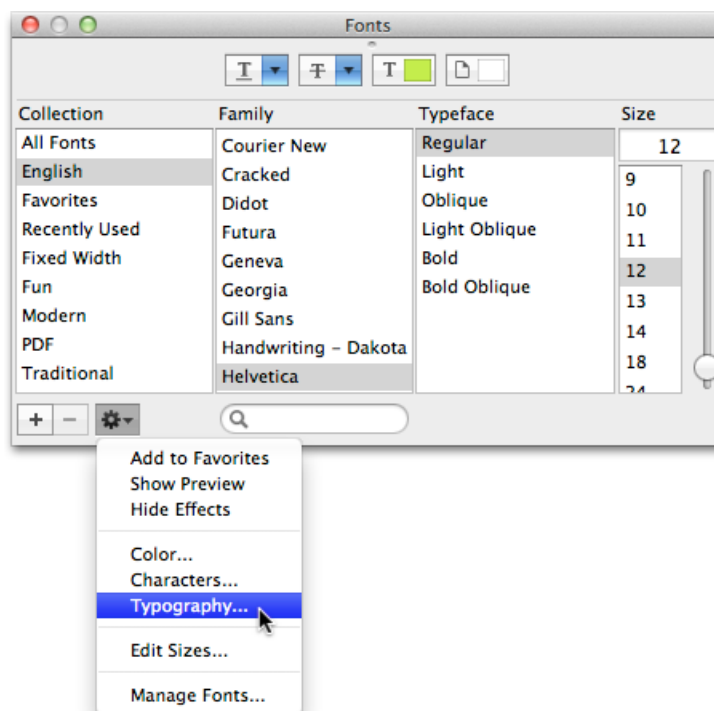 Fonts
T T T
Collection Family Typeface Size
All Fonts
English
Favorites
Recently Used
Fixed Width
Fun
Modern
PDF
Traditional
Courier New
Cracked
Didot
Futura
Geneva
Georgia
Gill Sans
Handwriting – Dakota
Helvetica
Regular
Light
Oblique
Light Oblique
Bold
Bold Oblique
12
9
10
11
12
13
14
18
24
+ −
Add to Favorites
Show Preview
Hide Effects
Color...
Characters...
Typography...
Edit Sizes...
Manage Fonts...